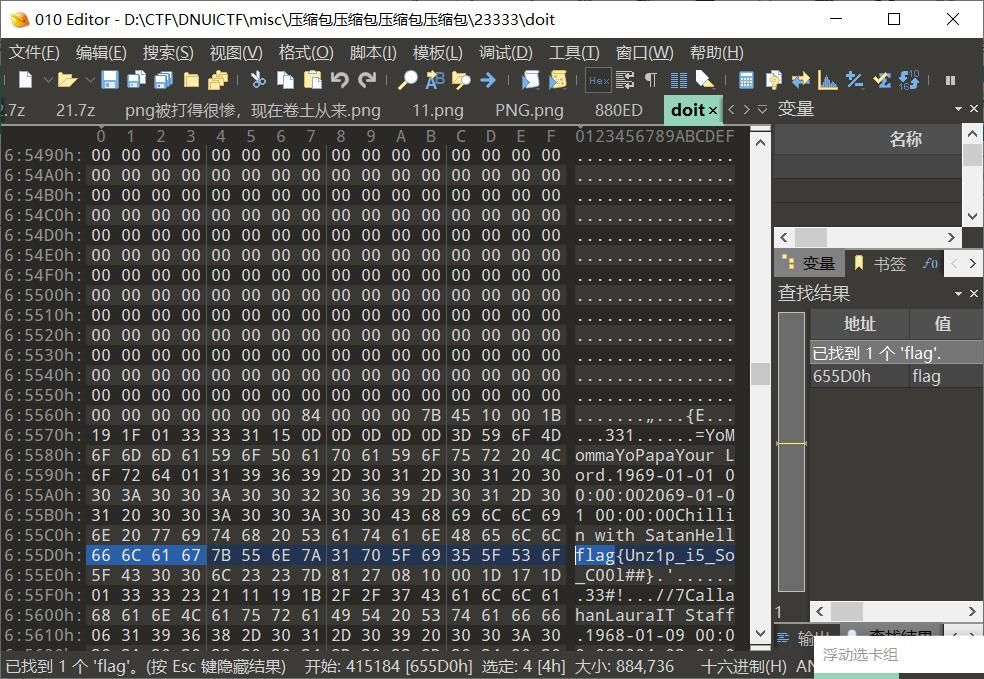 010 Editor - D:\CTF\DNUICTF\misc\压缩包压缩包压缩包压缩包\23333\doit
文件(F) 编辑(E) 搜索(S) 视图(V) 格式(O) 脚本(I) 模板(L) 调试(D) 工具(T) 窗口(W) 帮助(H)
2.7z 21.7z png被打得很惨，现在卷土从来.png 11.png PNG.png 880ED doit × 变量
0 1 2 3 4 5 6 7 8 9 A B C D E F 0123456789ABCDEF
名称
6:5490h: 00 00 00 00 00 00 00 00 00 00 00 00 00 00 00 00 ................
6:54A0h: 00 00 00 00 00 00 00 00 00 00 00 00 00 00 00 00 ................
6:54B0h: 00 00 00 00 00 00 00 00 00 00 00 00 00 00 00 00 ................
6:54C0h: 00 00 00 00 00 00 00 00 00 00 00 00 00 00 00 00 ................
6:54D0h: 00 00 00 00 00 00 00 00 00 00 00 00 00 00 00 00 ................
6:54E0h: 00 00 00 00 00 00 00 00 00 00 00 00 00 00 00 00 ................
6:54F0h: 00 00 00 00 00 00 00 00 00 00 00 00 00 00 00 00 ................
6:5500h: 00 00 00 00 00 00 00 00 00 00 00 00 00 00 00 00 ................
6:5510h: 00 00 00 00 00 00 00 00 00 00 00 00 00 00 00 00 ................
6:5520h: 00 00 00 00 00 00 00 00 00 00 00 00 00 00 00 00 ................
6:5530h: 00 00 00 00 00 00 00 00 00 00 00 00 00 00 00 00 ................
6:5540h: 00 00 00 00 00 00 00 00 00 00 00 00 00 00 00 00 ................
6:5550h: 00 00 00 00 00 00 00 00 00 00 00 00 00 00 00 00 ................
6:5560h: 00 00 00 00 00 00 00 84 00 00 00 7B 45 10 00 1B .......„...{E...
6:5570h: 19 1F 01 33 33 31 15 0D 0D 0D 0D 0D 3D 59 6F 4D ...331......=YoM
6:5580h: 6F 6D 6D 61 59 6F 50 61 70 61 59 6F 75 72 20 4C ommaYoPapaYour L
6:5590h: 6F 72 64 01 31 39 36 39 2D 30 31 2D 30 31 20 30 ord.1969-01-01 0
6:55A0h: 30 3A 30 30 3A 30 30 32 30 36 39 2D 30 31 2D 30 0:00:002069-01-0
6:55B0h: 31 20 30 30 3A 30 30 3A 30 30 43 68 69 6C 6C 69 1 00:00:00Chilli
6:55C0h: 6E 20 77 69 74 68 20 53 61 74 61 6E 48 65 6C 6C n with SatanHell
6:55D0h: 66 6C 61 67 7B 55 6E 7A 31 70 5F 69 35 5F 53 6F flag{Unz1p_i5_So
6:55E0h: 5F 43 30 30 6C 23 23 7D 81 27 08 10 00 1D 17 1D _C00l##}.'......
6:55F0h: 01 33 33 23 21 11 19 1B 2F 2F 37 43 61 6C 6C 61 .33#!...//7Calla
6:5600h: 68 61 6E 4C 61 75 72 61 49 54 20 53 74 61 66 66 hanLauraIT Staff
6:5610h: 06 31 39 36 38 2D 30 31 2D 30 39 20 30 30 3A 30 .1968-01-09 00:0
变量 书签 f()
查找结果
地址 值
已找到 1 个 'flag'.
655D0h flag
1
输出 查找结果
浮动选卡组
已找到 1 个 'flag'。(按 Esc 键隐藏结果) 开始: 415184 [655D0h] 选定: 4 [4h] 大小: 884,736 十六进制(H) AN